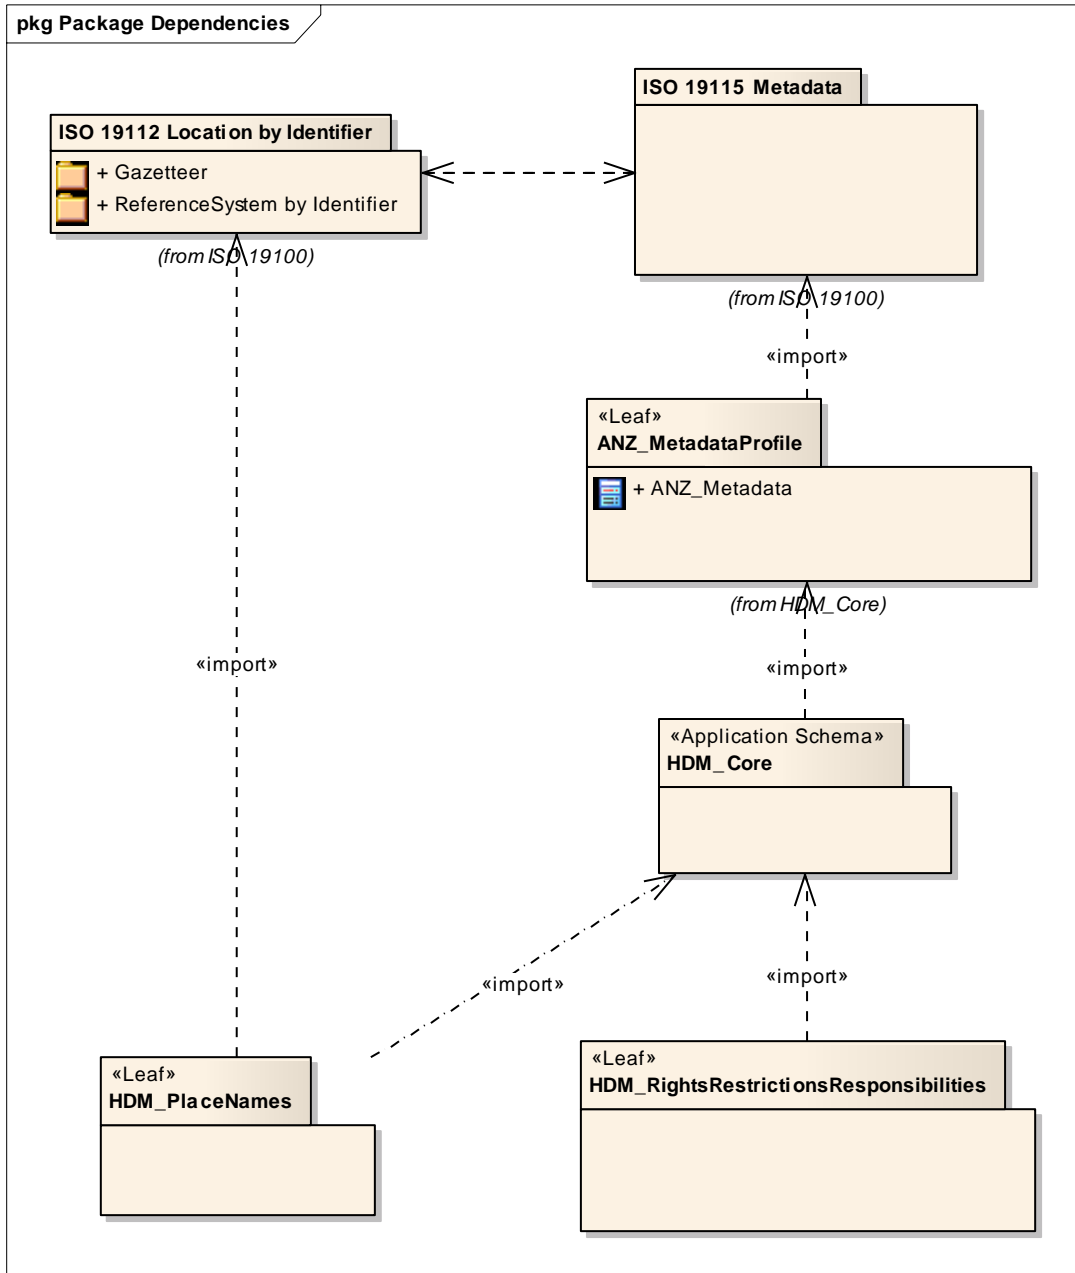 pkg Package Dependencies
ISO 19115 Metadata
ISO 19112 Location by Identifier
+ Gazetteer
+ ReferenceSystem by Identifier
(from ISO 19100)
(from ISO 19100)
«import»
«Leaf»
ANZ_MetadataProfile
+ ANZ_Metadata
(from HDM_Core)
«import»
«import»
«Application Schema»
HDM_Core
«import»
«import»
«Leaf»
HDM_PlaceNames
«Leaf»
HDM_RightsRestrictionsResponsibilities